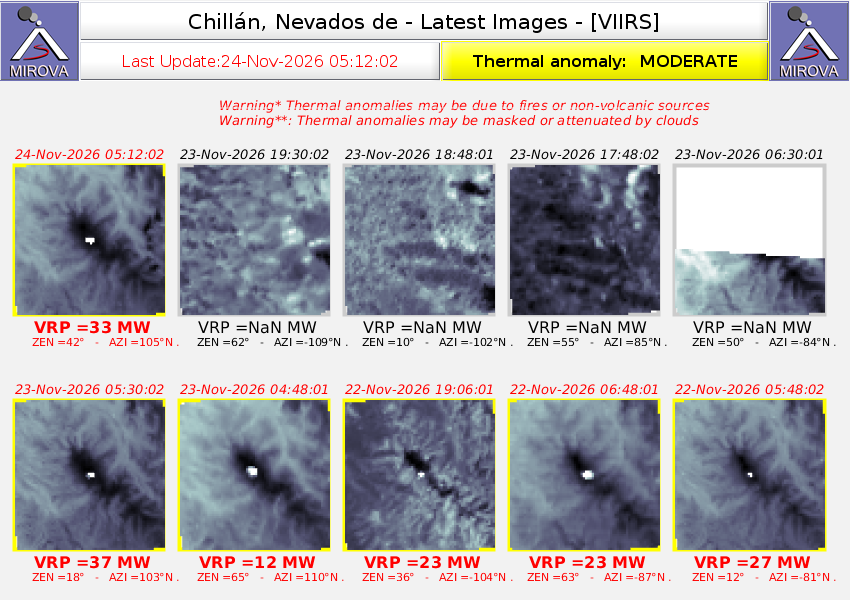 Chillán, Nevados de - Latest Images - [VIIRS]
MIROVA
Last Update:24-Nov-2026 05:12:02
Thermal anomaly: MODERATE
MIROVA
Warning* Thermal anomalies may be due to fires or non-volcanic sources
Warning**: Thermal anomalies may be masked or attenuated by clouds
24-Nov-2026 05:12:02 23-Nov-2026 19:30:02 23-Nov-2026 18:48:01 23-Nov-2026 17:48:02 23-Nov-2026 06:30:01
VRP =33 MW VRP =NaN MW VRP =NaN MW VRP =NaN MW VRP =NaN MW
ZEN =42° - AZI =105°N . ZEN =62° - AZI =-109°N . ZEN =10° - AZI =-102°N . ZEN =55° - AZI =85°N . ZEN =50° - AZI =-84°N .
23-Nov-2026 05:30:02 23-Nov-2026 04:48:01 22-Nov-2026 19:06:01 22-Nov-2026 06:48:01 22-Nov-2026 05:48:02
VRP =37 MW VRP =12 MW VRP =23 MW VRP =23 MW VRP =27 MW
ZEN =18° - AZI =103°N . ZEN =65° - AZI =110°N . ZEN =36° - AZI =-104°N . ZEN =63° - AZI =-87°N . ZEN =12° - AZI =-81°N .